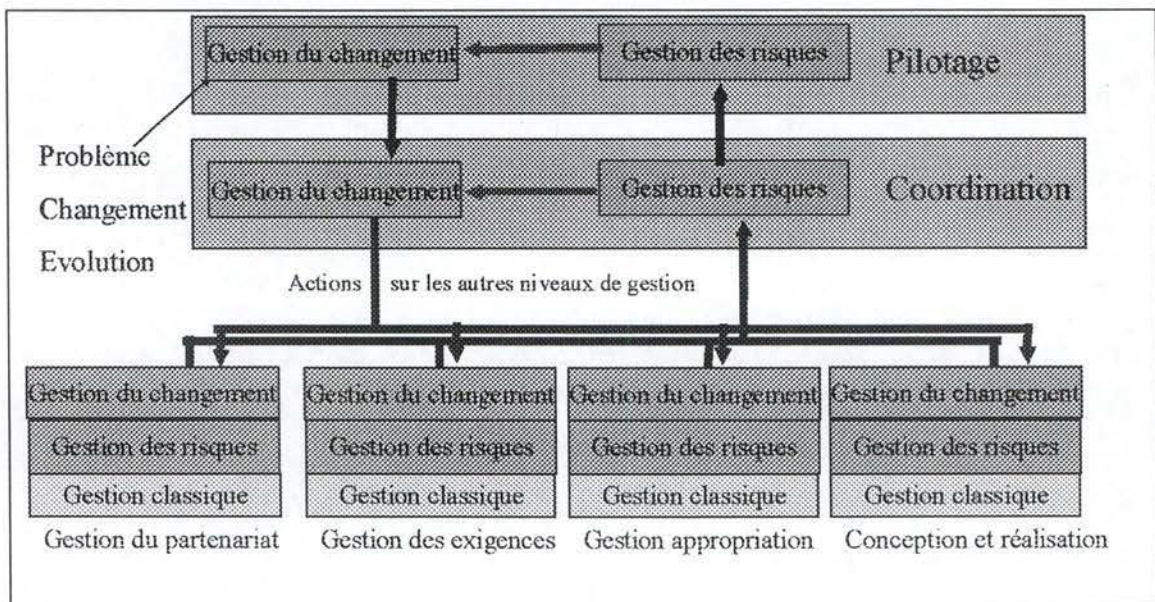 Gestion du changement Gestion des risques Pilotage
Problème
Changement
Evolution
Gestion du changement Gestion des risques Coordination
Actions sur les autres niveaux de gestion
Gestion du changement Gestion du changement Gestion du changement Gestion du changement
Gestion des risques Gestion des risques Gestion des risques Gestion des risques
Gestion classique Gestion classique Gestion classique Gestion classique
Gestion du partenariat Gestion des exigences Gestion appropriation Conception et réalisation